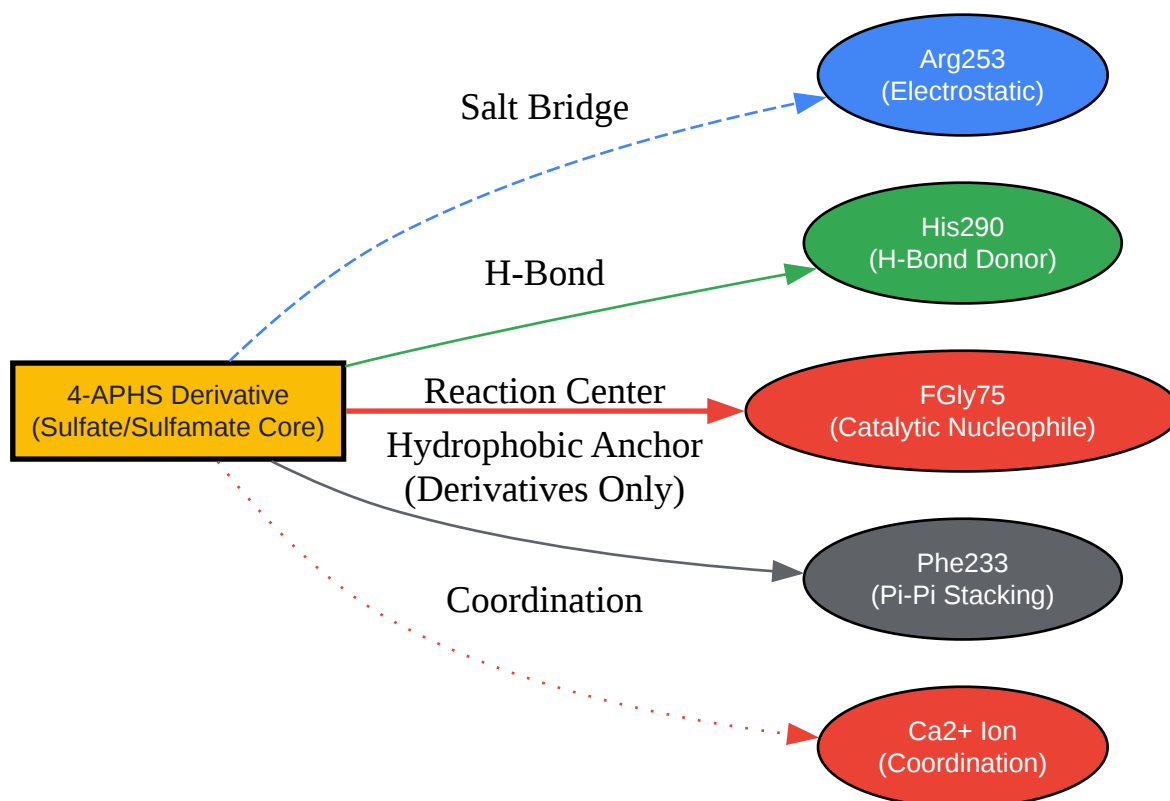 Arg253
(Electrostatic)
Salt Bridge
His290
(H-Bond Donor)
H-Bond
4-APHS Derivative
(Sulfate/Sulfamate Core)
Reaction Center
FGly75
(Catalytic Nucleophile)
Hydrophobic Anchor
(Derivatives Only)
Phe233
(Pi-Pi Stacking)
Coordination
Ca2+ Ion
(Coordination)